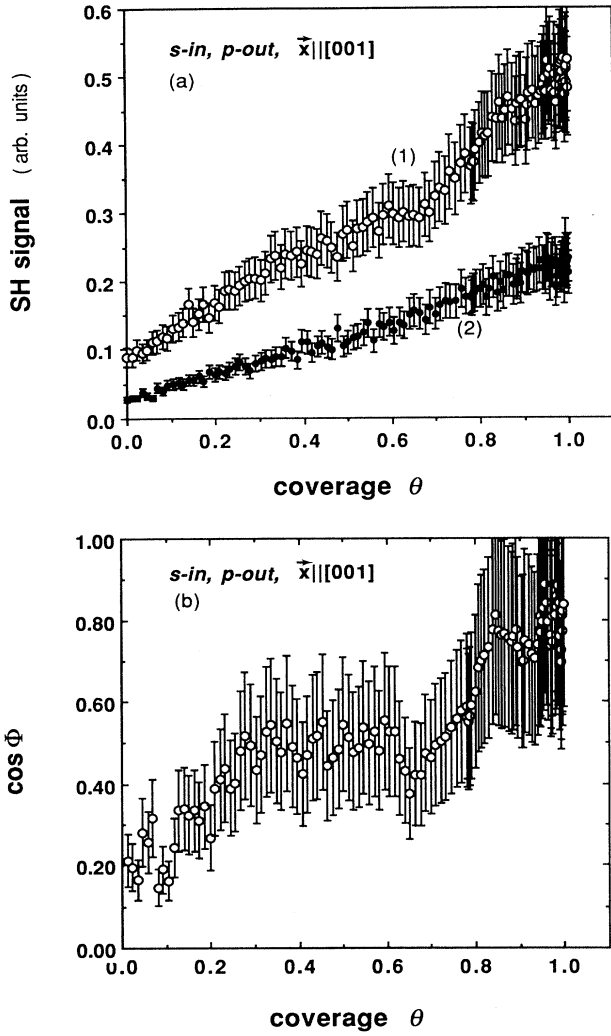 0.6
s-in, p-out, x||[001]
(a)
0.5
0.4
(1)
0.3
0.2
(2)
0.1
0.0
SH signal (arb. units)
0.0 0.2 0.4 0.6 0.8 1.0
coverage θ
1.00
s-in, p-out, x||[001]
(b)
0.80
0.60
0.40
0.20
0.00
cos Φ
0.0 0.2 0.4 0.6 0.8 1.0
coverage θ